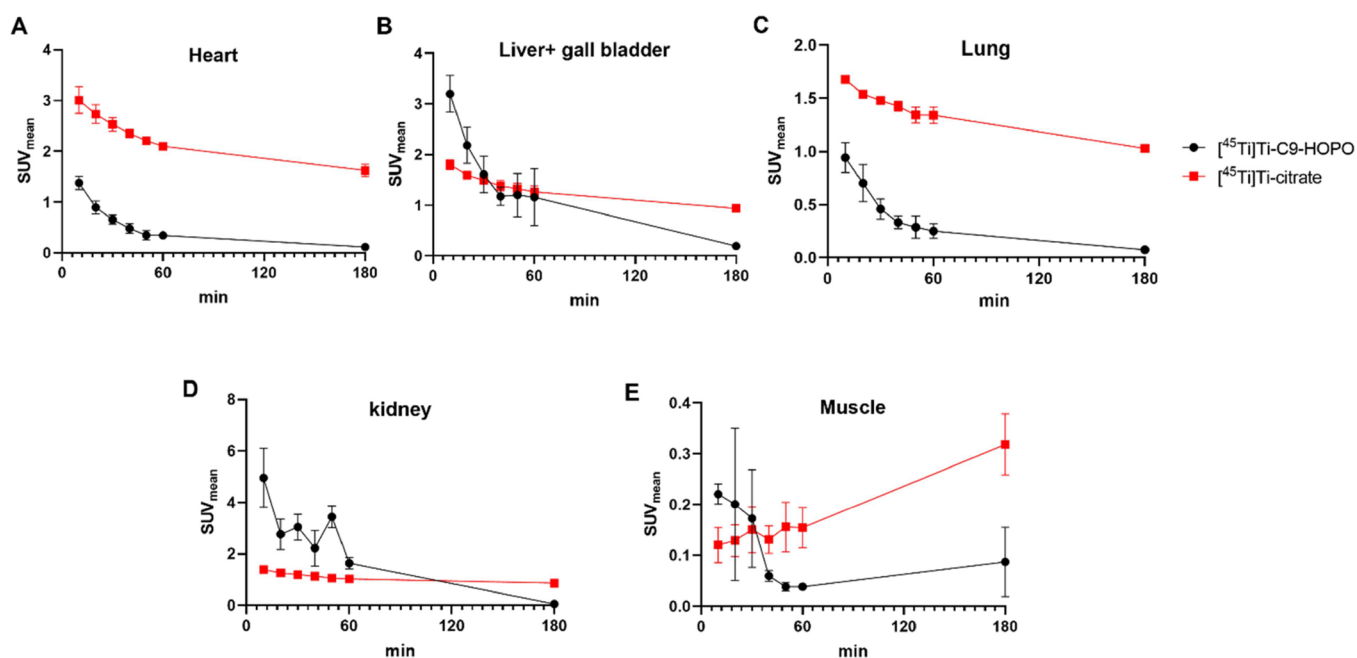 A
Heart
SUVmean
4
3
2
1
0
0 60 120 180
min
B
Liver+ gall bladder
SUVmean
4
3
2
1
0
0 60 120 180
min
C
Lung
SUVmean
2.0
1.5
1.0
0.5
0.0
0 60 120 180
min
[45Ti]Ti-C9-HOPO
[45Ti]Ti-citrate
D
kidney
SUVmean
8
6
4
2
0
0 60 120 180
min
E
Muscle
SUVmean
0.4
0.3
0.2
0.1
0.0
0 60 120 180
min